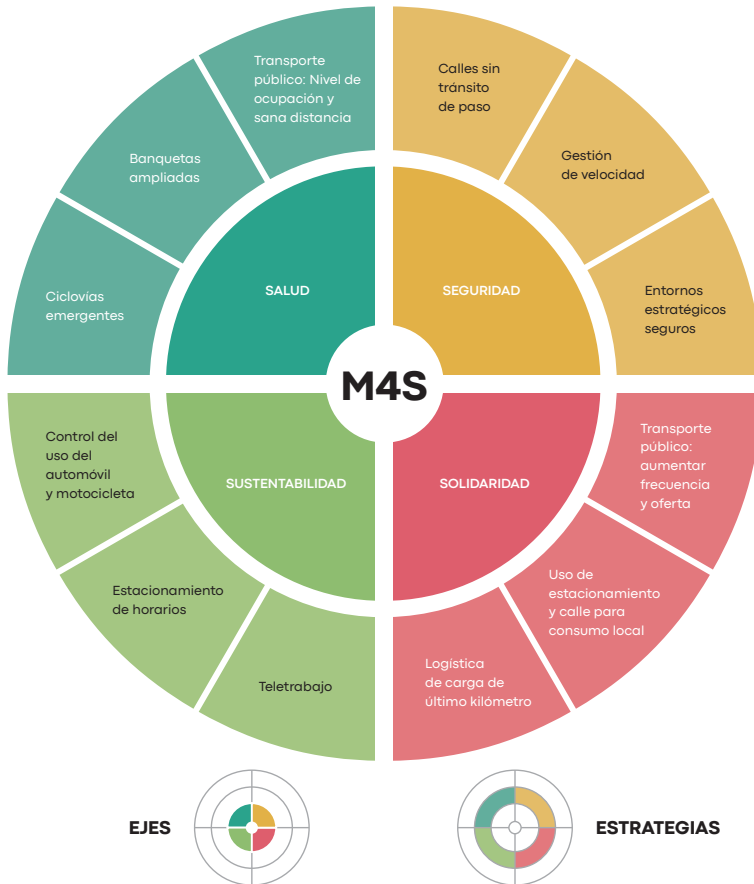 Transporte
público: Nivel de
ocupación y
sana distancia
Calles sin
tránsito
de paso
Banquetas
ampliadas
Gestión
de velocidad
Ciclovías
emergentes
SALUD
SEGURIDAD
Entornos
estratégicos
seguros
M4S
Control del
uso del
automóvil
y motocicleta
SUSTENTABILIDAD
SOLIDARIDAD
Transporte
público:
aumentar
frecuencia
y oferta
Estacionamiento
de horarios
Uso de
estacionamiento
y calle para
consumo local
Teletrabajo
Logística
de carga de
último kilómetro
EJES
ESTRATEGIAS